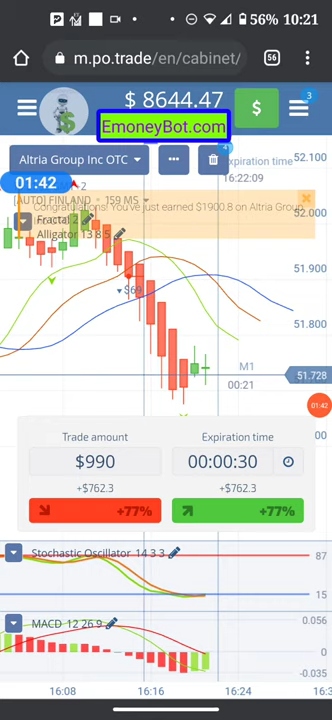 56% 10:21
m.po.trade/en/cabinet/
56
$ 8644.47
$
3
EmoneyBot.com
Altria Group Inc OTC
Expiration time
16:22:09
52.100
01:42
[AUTO] FINLAND • 159 MS
Congratulations! You've just earned $1900.8 on Altria Group
52.000
Fractal 2
Alligator 13 8 5
51.900
$69
51.800
M1
00:21
51.728
01:42
Trade amount
Expiration time
$990
00:00:30
+$762.3
+$762.3
+77%
+77%
Stochastic Oscillator 14 3 3
87
15
MACD 12 26 9
0.056
0
-0.035
16:08
16:16
16:24